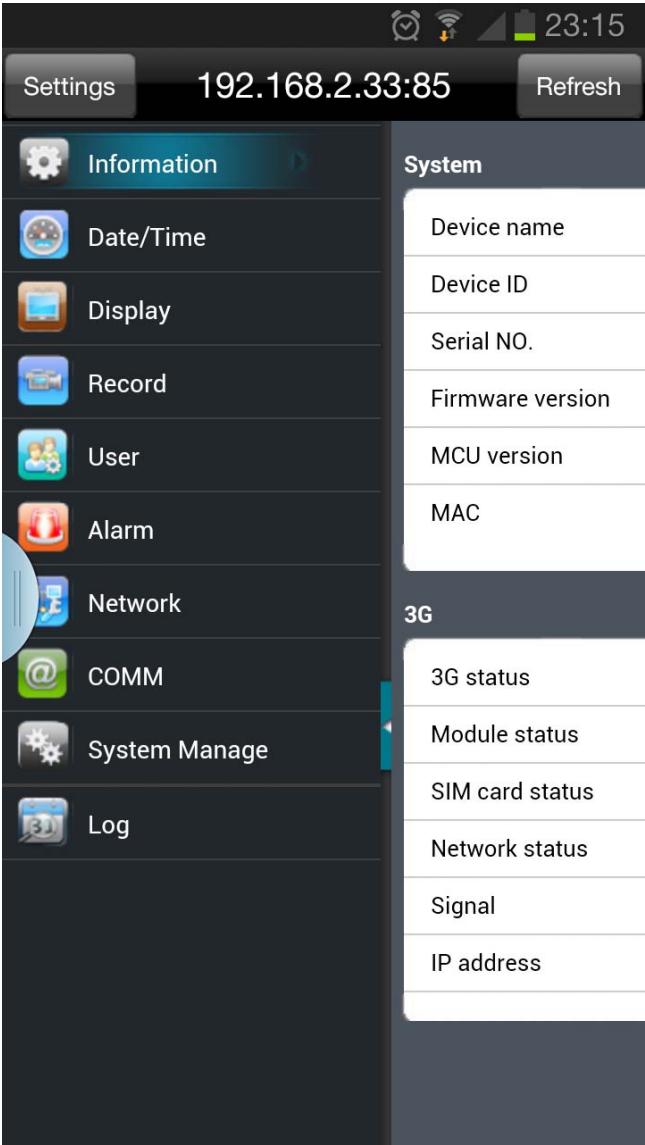 23:15
Settings
192.168.2.33:85
Refresh
Information
Date/Time
Display
Record
User
Alarm
Network
COMM
System Manage
31
Log
System
Device name
Device ID
Serial NO.
Firmware version
MCU version
MAC
3G
3G status
Module status
SIM card status
Network status
Signal
IP address